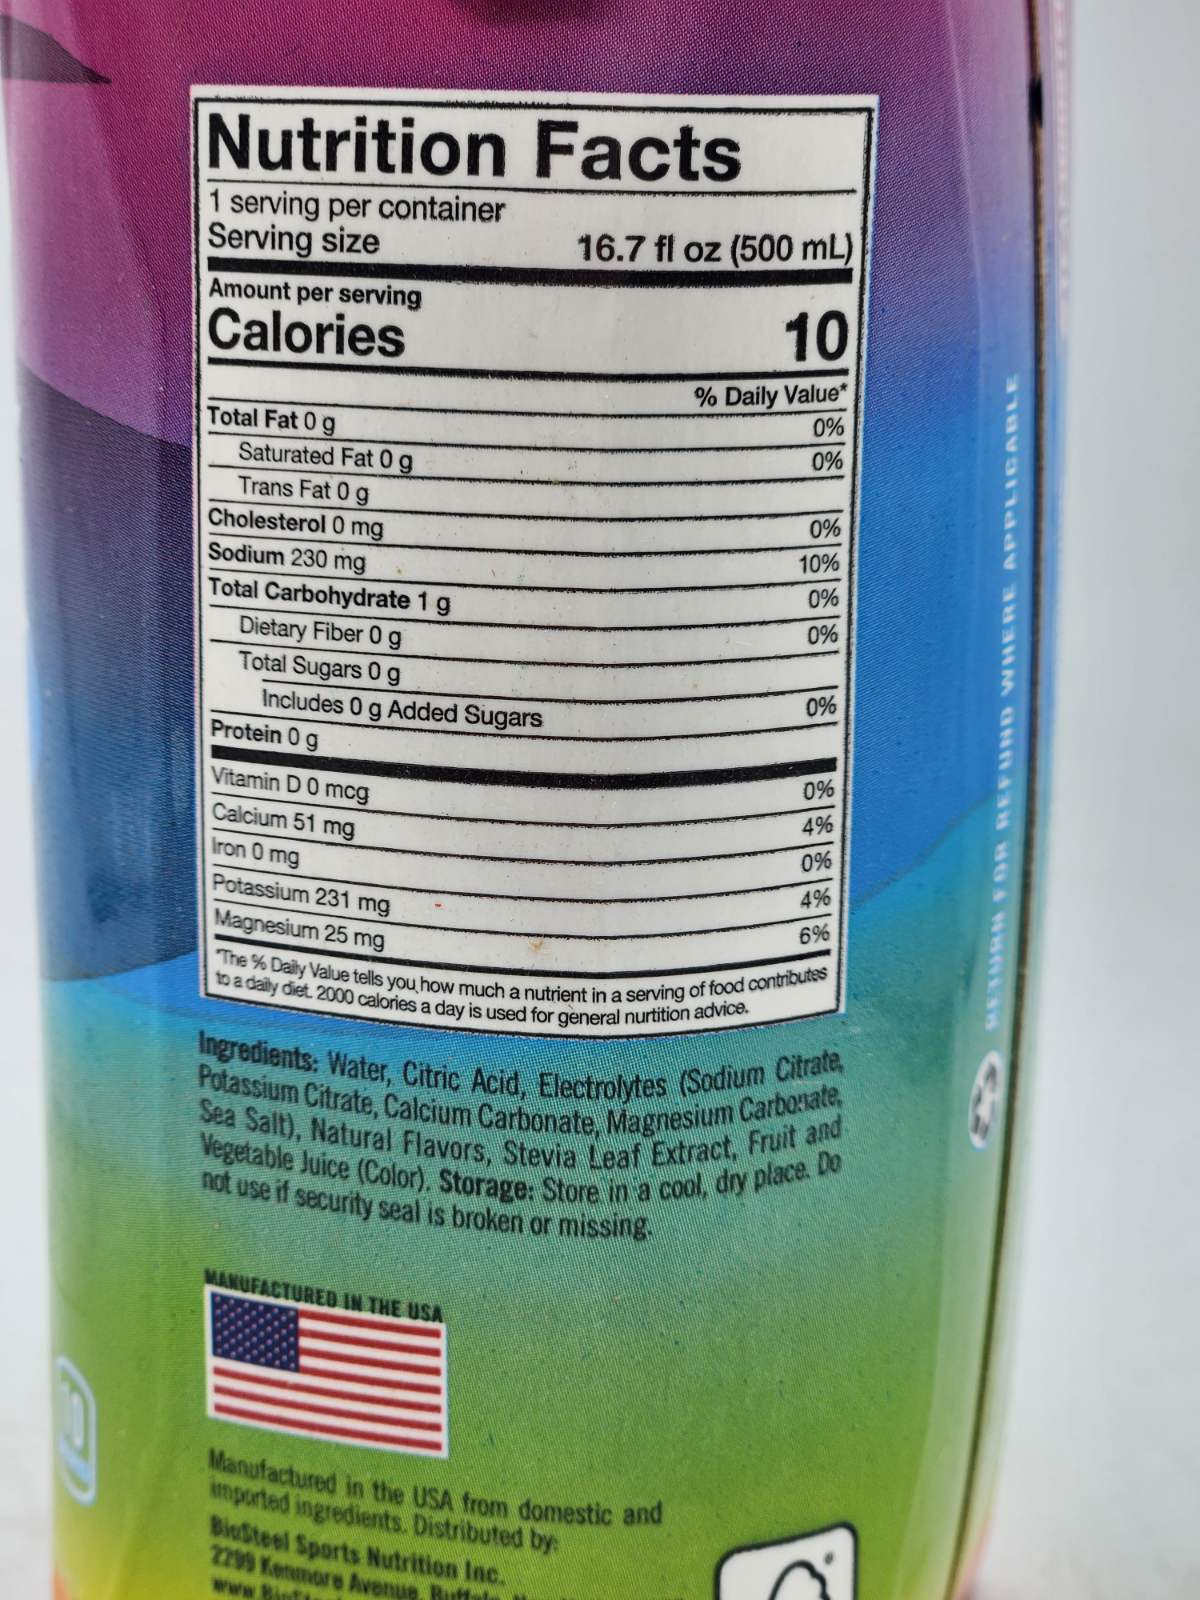 Nutrition Facts
1 serving per container
Serving size 16.7 fl oz (500 mL)
Amount per serving
Calories 10
% Daily Value*
Total Fat 0 g 0%
Saturated Fat 0 g 0%
Trans Fat 0 g
Cholesterol 0 mg 0%
Sodium 230 mg 10%
Total Carbohydrate 1 g 0%
Dietary Fiber 0 g 0%
Total Sugars 0 g
Includes 0 g Added Sugars 0%
Protein 0 g
Vitamin D 0 mcg 0%
Calcium 51 mg 4%
Iron 0 mg 0%
Potassium 231 mg 4%
Magnesium 25 mg 6%
*The % Daily Value tells you how much a nutrient in a serving of food contributes
to a daily diet. 2000 calories a day is used for general nurtition advice.
Ingredients: Water, Citric Acid, Electrolytes (Sodium Citrate,
Potassium Citrate, Calcium Carbonate, Magnesium Carbonate,
Sea Salt), Natural Flavors, Stevia Leaf Extract, Fruit and
Vegetable Juice (Color). Storage: Store in a cool, dry place. Do
not use if security seal is broken or missing.
MANUFACTURED IN THE USA
Manufactured in the USA from domestic and
imported ingredients. Distributed by:
BioSteel Sports Nutrition Inc.
2299 Kenmore Avenue,
RETURN FOR REFUND WHERE APPLICABLE
10